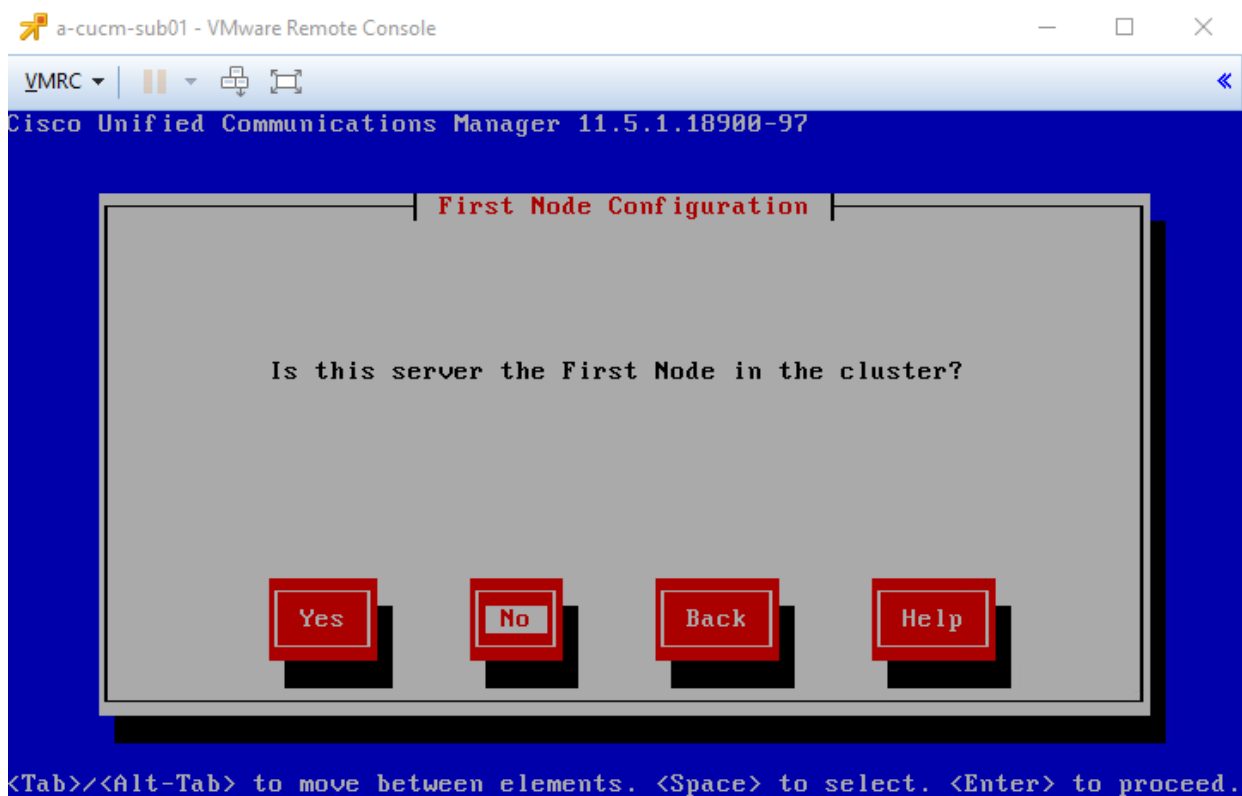 a-cucm-sub01 - VMware Remote Console
VMRC
Cisco Unified Communications Manager 11.5.1.18900-97
First Node Configuration
Is this server the First Node in the cluster?
Yes No Back Help
<Tab>/<Alt-Tab> to move between elements. <Space> to select. <Enter> to proceed.